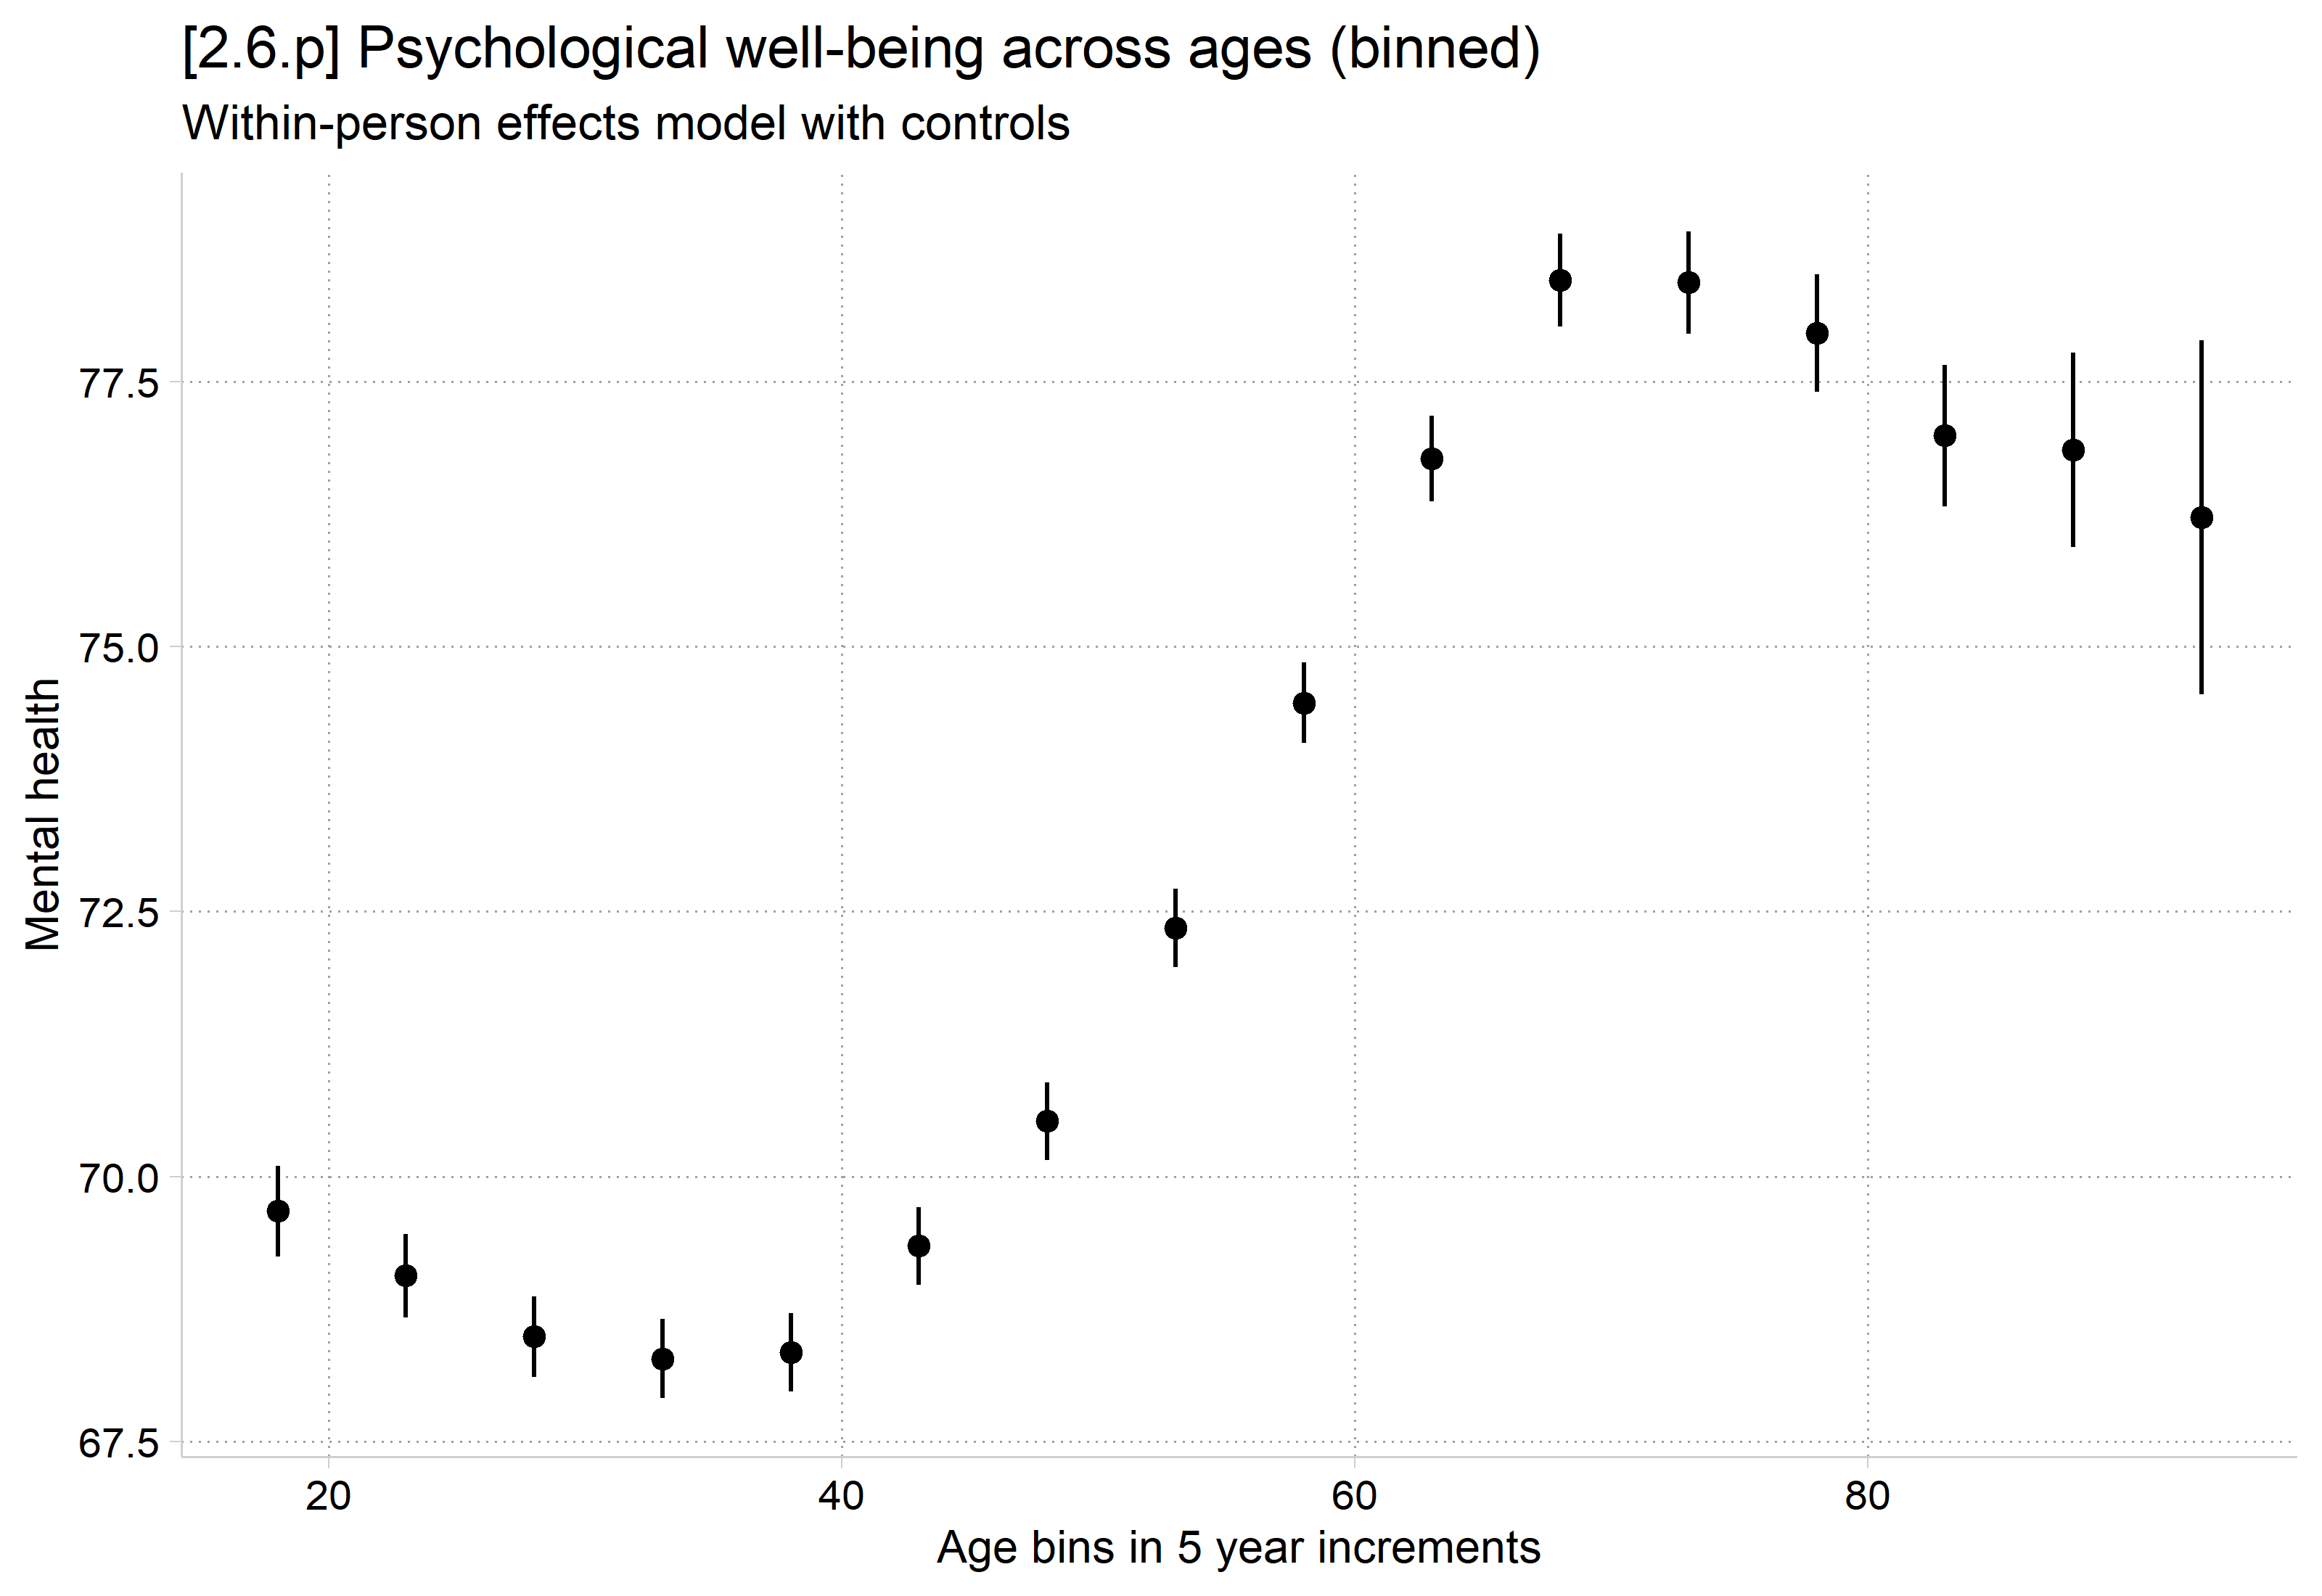 [2.6.p] Psychological well-being across ages (binned)
Within-person effects model with controls
Mental health
77.5
75.0
72.5
70.0
67.5
20 40 60 80
Age bins in 5 year increments